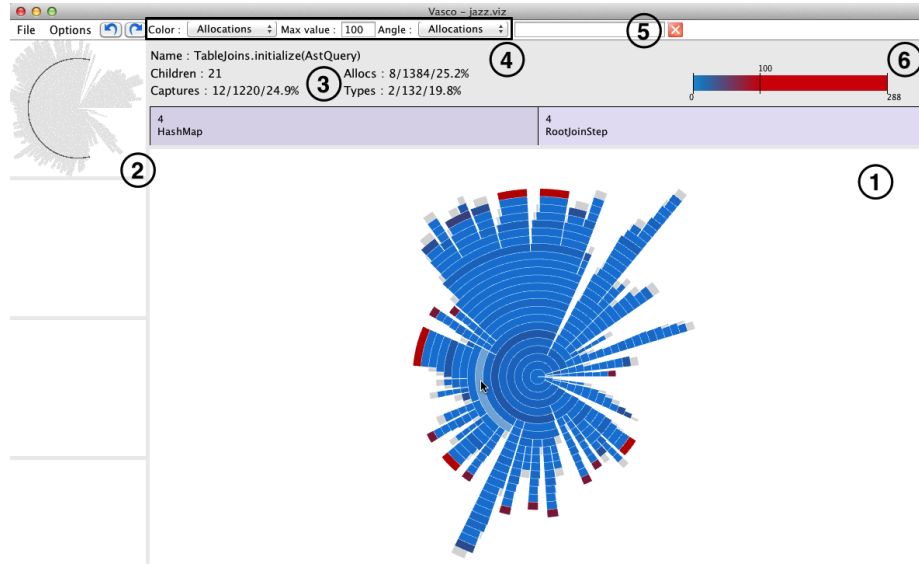 Vasco – jazz.viz
File Options Color : Allocations Max value : 100 Angle : Allocations 5
4
6
Name : TableJoins.initialize(AstQuery)
Children : 21 Allocs : 8/1384/25.2%
3
Captures : 12/1220/24.9% Types : 2/132/19.8%
100
0 288
4 4
HashMap RootJoinStep
2
1